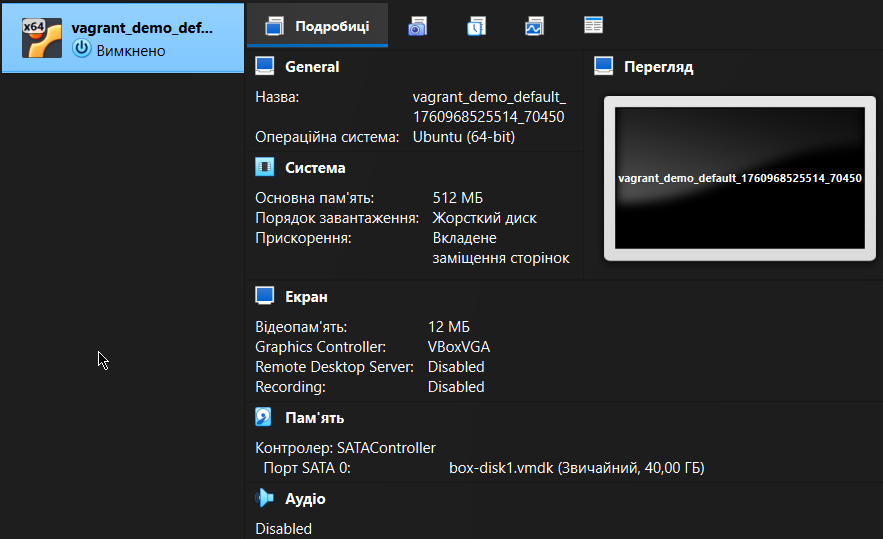 x64
vagrant_demo_def...
Вимкнено
Подробиці
General
Назва: vagrant_demo_default_
1760968525514_70450
Операційна система: Ubuntu (64-bit)
Система
Основна пам'ять: 512 МБ
Порядок завантаження: Жорсткий диск
Прискорення: Вкладене
заміщення сторінок
Перегляд
vagrant_demo_default_1760968525514_70450
Екран
Відеопам'ять: 12 МБ
Graphics Controller: VBoxVGA
Remote Desktop Server: Disabled
Recording: Disabled
Пам'ять
Контролер: SATAController
Порт SATA 0: box-disk1.vmdk (Звичайний, 40,00 ГБ)
Аудіо
Disabled